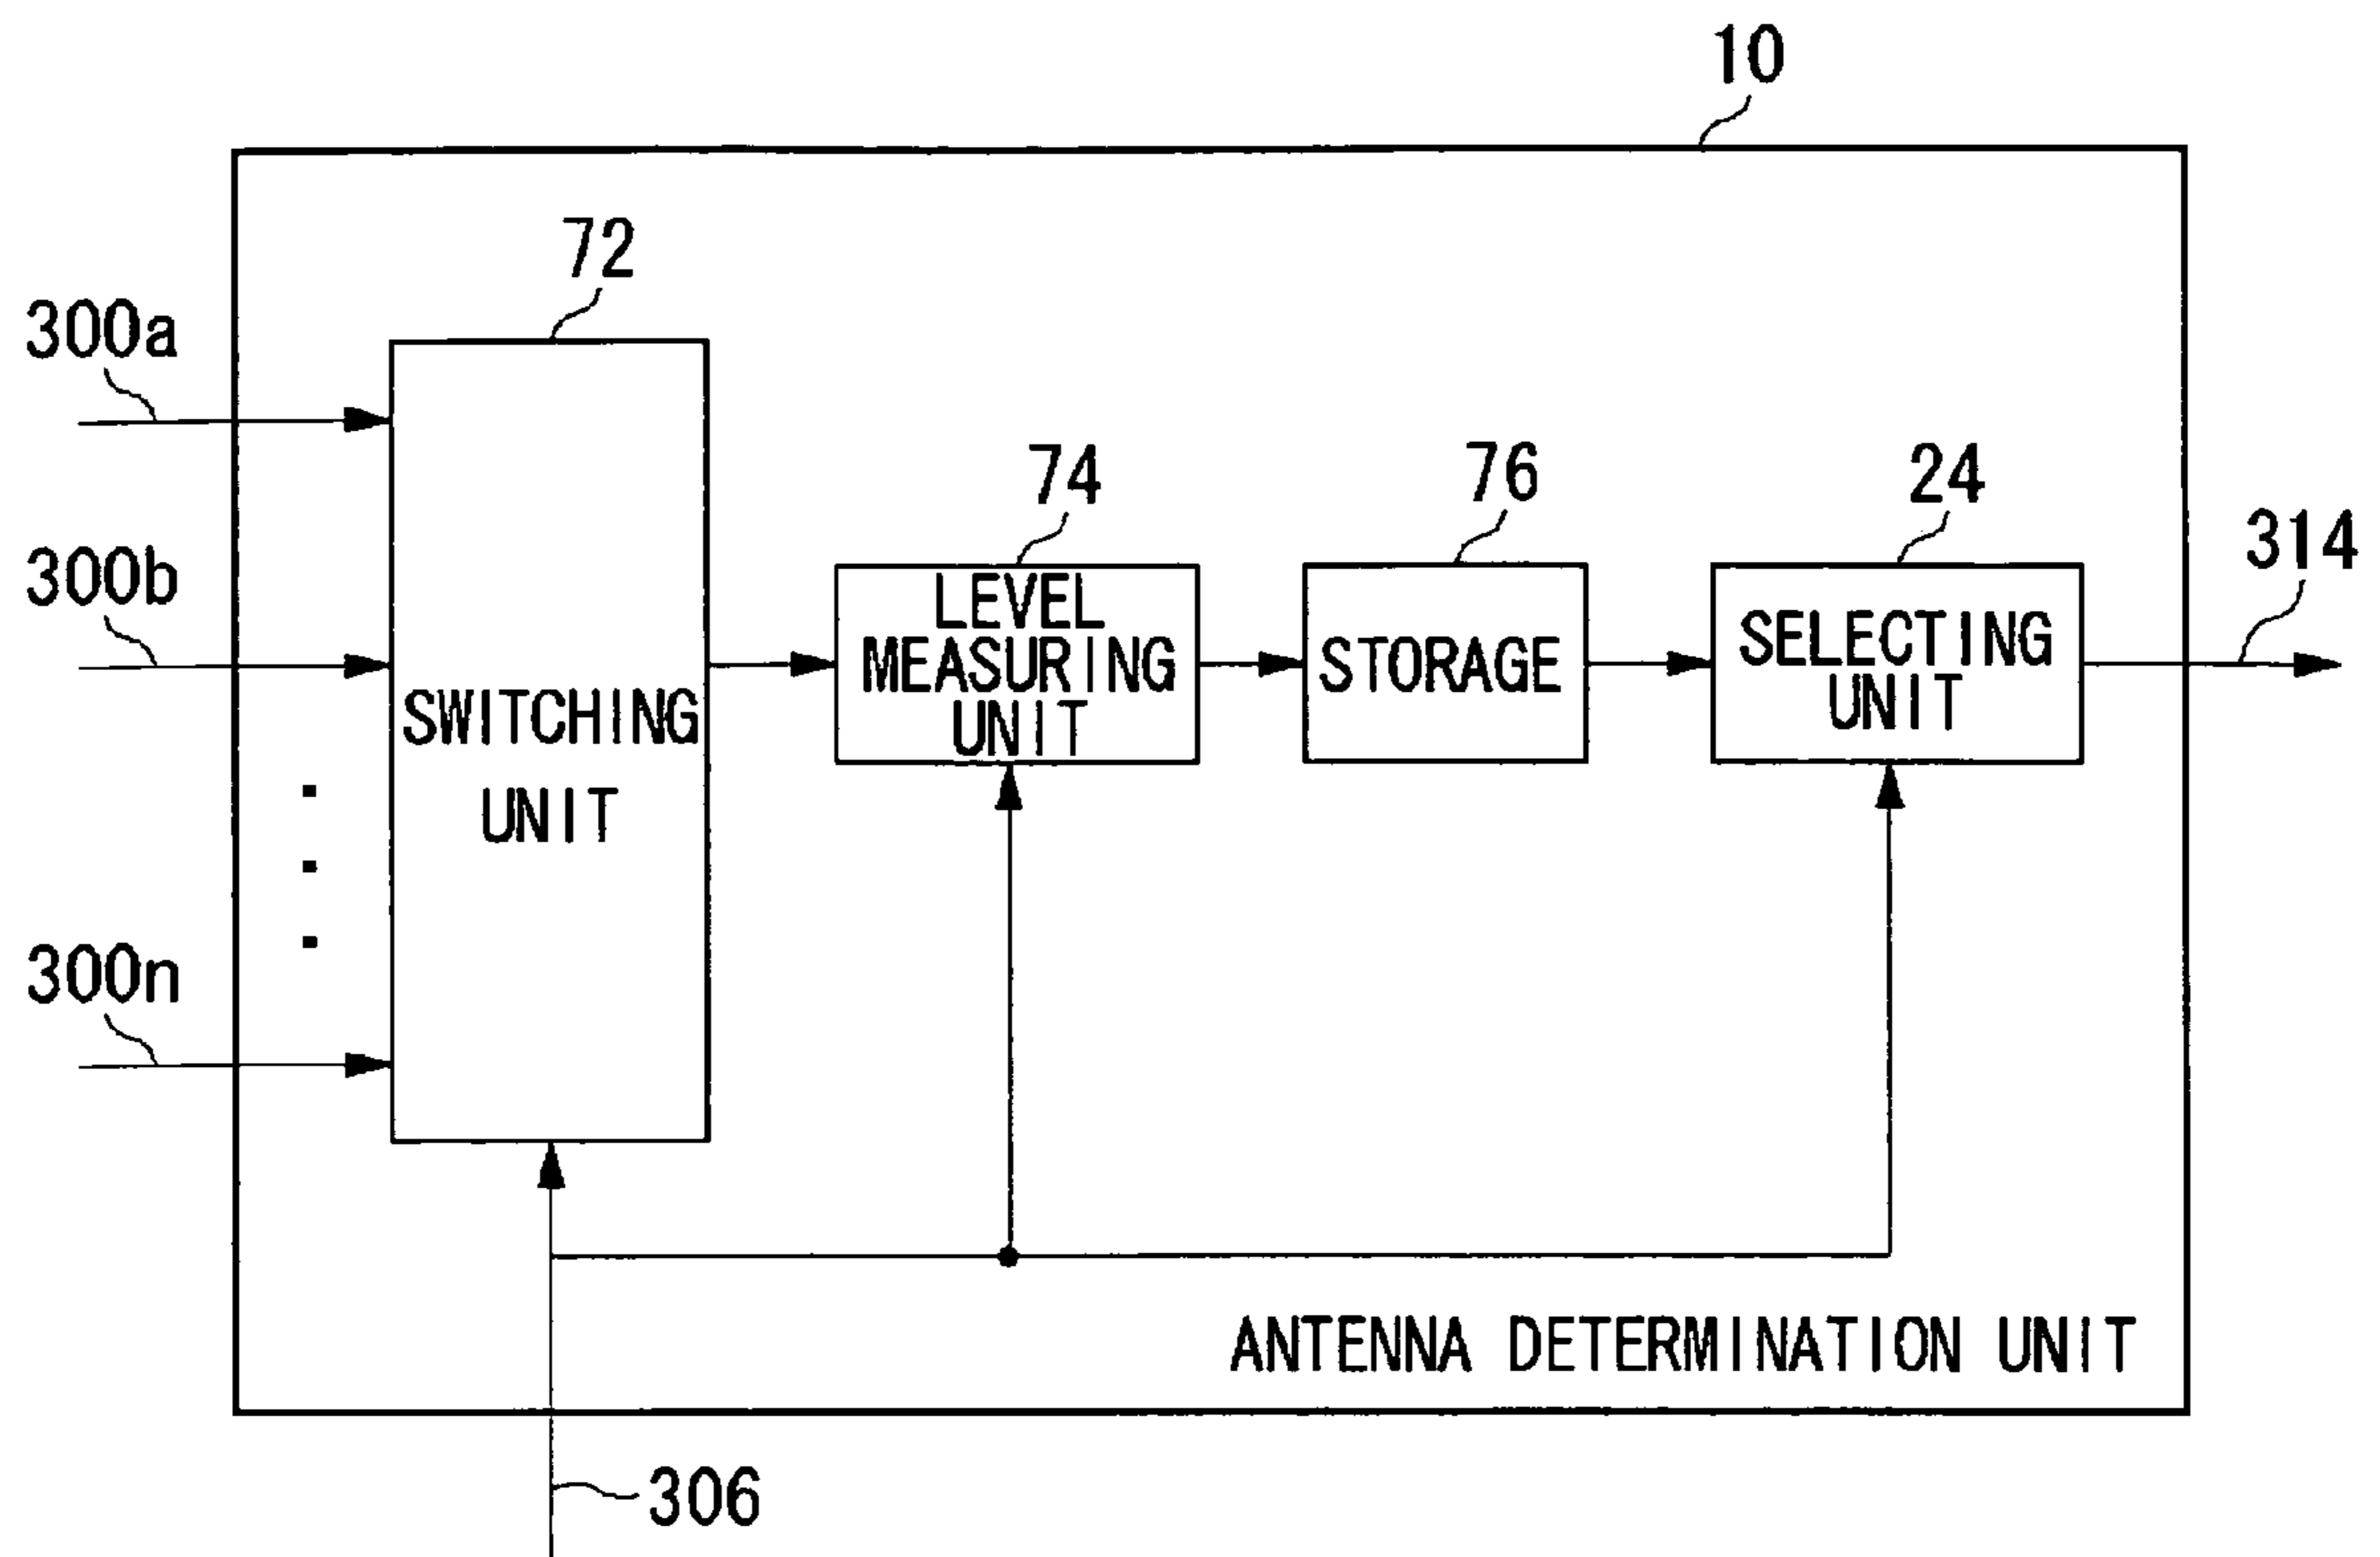 10
72
300a
74
76
24
314
300b
LEVEL
MEASURING
UNIT
STORAGE
SELECTING
UNIT
SWITCHING
UNIT
300n
ANTENNA DETERMINATION UNIT
306